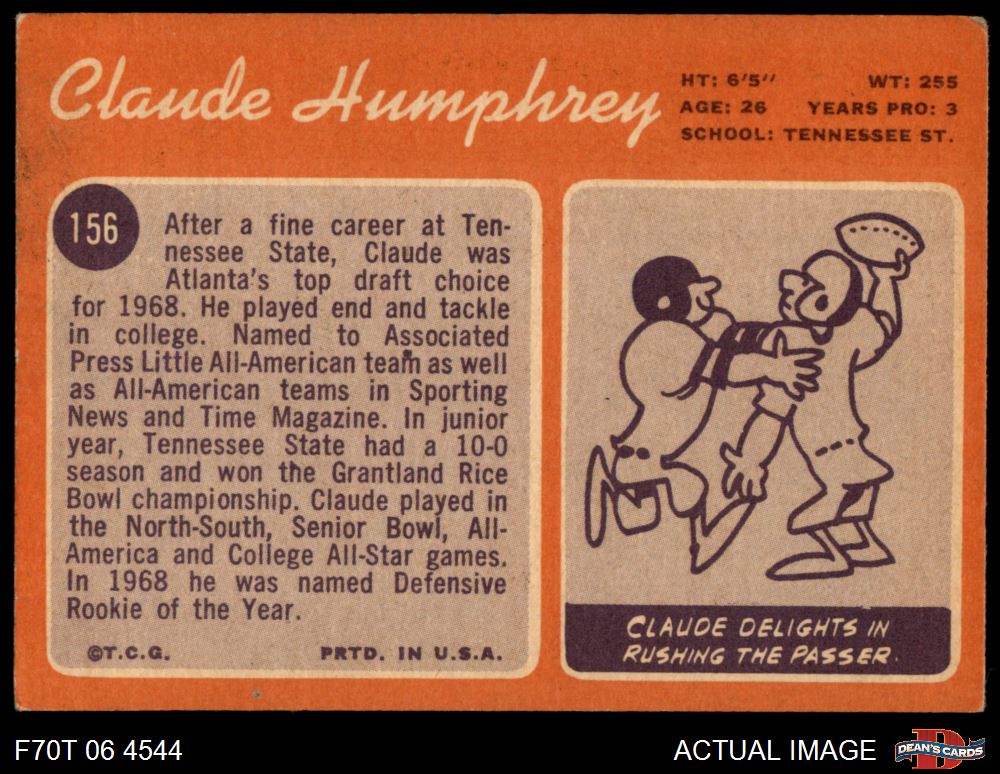 Claude Humphrey
HT: 6'5" WT: 255
AGE: 26 YEARS PRO: 3
SCHOOL: TENNESSEE ST.
156
After a fine career at Ten-
nessee State, Claude was
Atlanta's top draft choice
for 1968. He played end and tackle
in college. Named to Associated
Press Little All-American team as well
as All-American teams in Sporting
News and Time Magazine. In junior
year, Tennessee State had a 10-0
season and won the Grantland Rice
Bowl championship. Claude played in
the North-South, Senior Bowl, All-
America and College All-Star games.
In 1968 he was named Defensive
Rookie of the Year.
©T.C.G. PRTD. IN U.S.A.
CLAUDE DELIGHTS IN
RUSHING THE PASSER.
F70T 06 4544
ACTUAL IMAGE
D
DEAN'S CARDS